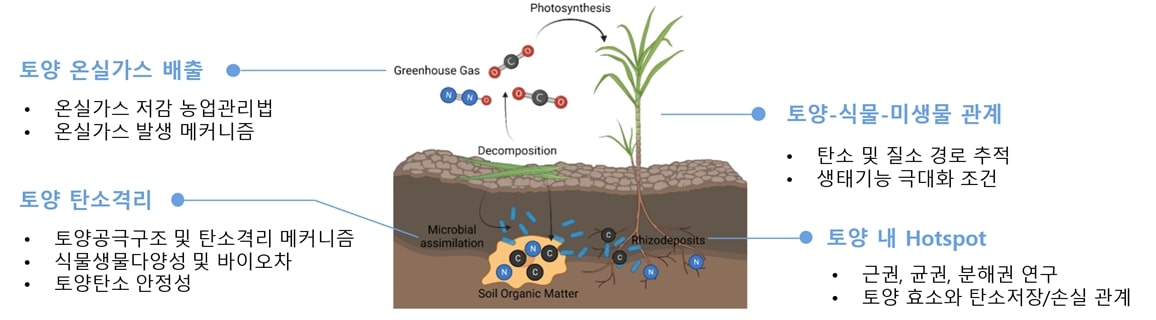 토양 온실가스 배출
• 온실가스 저감 농업관리법
• 온실가스 발생 메커니즘
토양 탄소격리
• 토양공극구조 및 탄소격리 메커니즘
• 식물생물다양성 및 바이오차
• 토양탄소 안정성
Photosynthesis
Greenhouse Gas
O
C
O
N
N
O
O
C
O
Decomposition
Microbial
assimilation
C
C
N
C
N
C
Soil Organic Matter
C
Rhizodeposits
C
N
N
토양-식물-미생물 관계
• 탄소 및 질소 경로 추적
• 생태기능 극대화 조건
토양 내 Hotspot
• 근권, 균권, 분해권 연구
• 토양 효소와 탄소저장/손실 관계